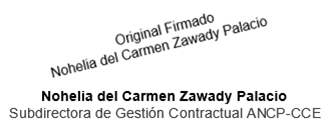 Original Firmado
Nohelia del Carmen Zawady Palacio
Nohelia del Carmen Zawady Palacio
Subdirectora de Gestión Contractual ANCP-CCE